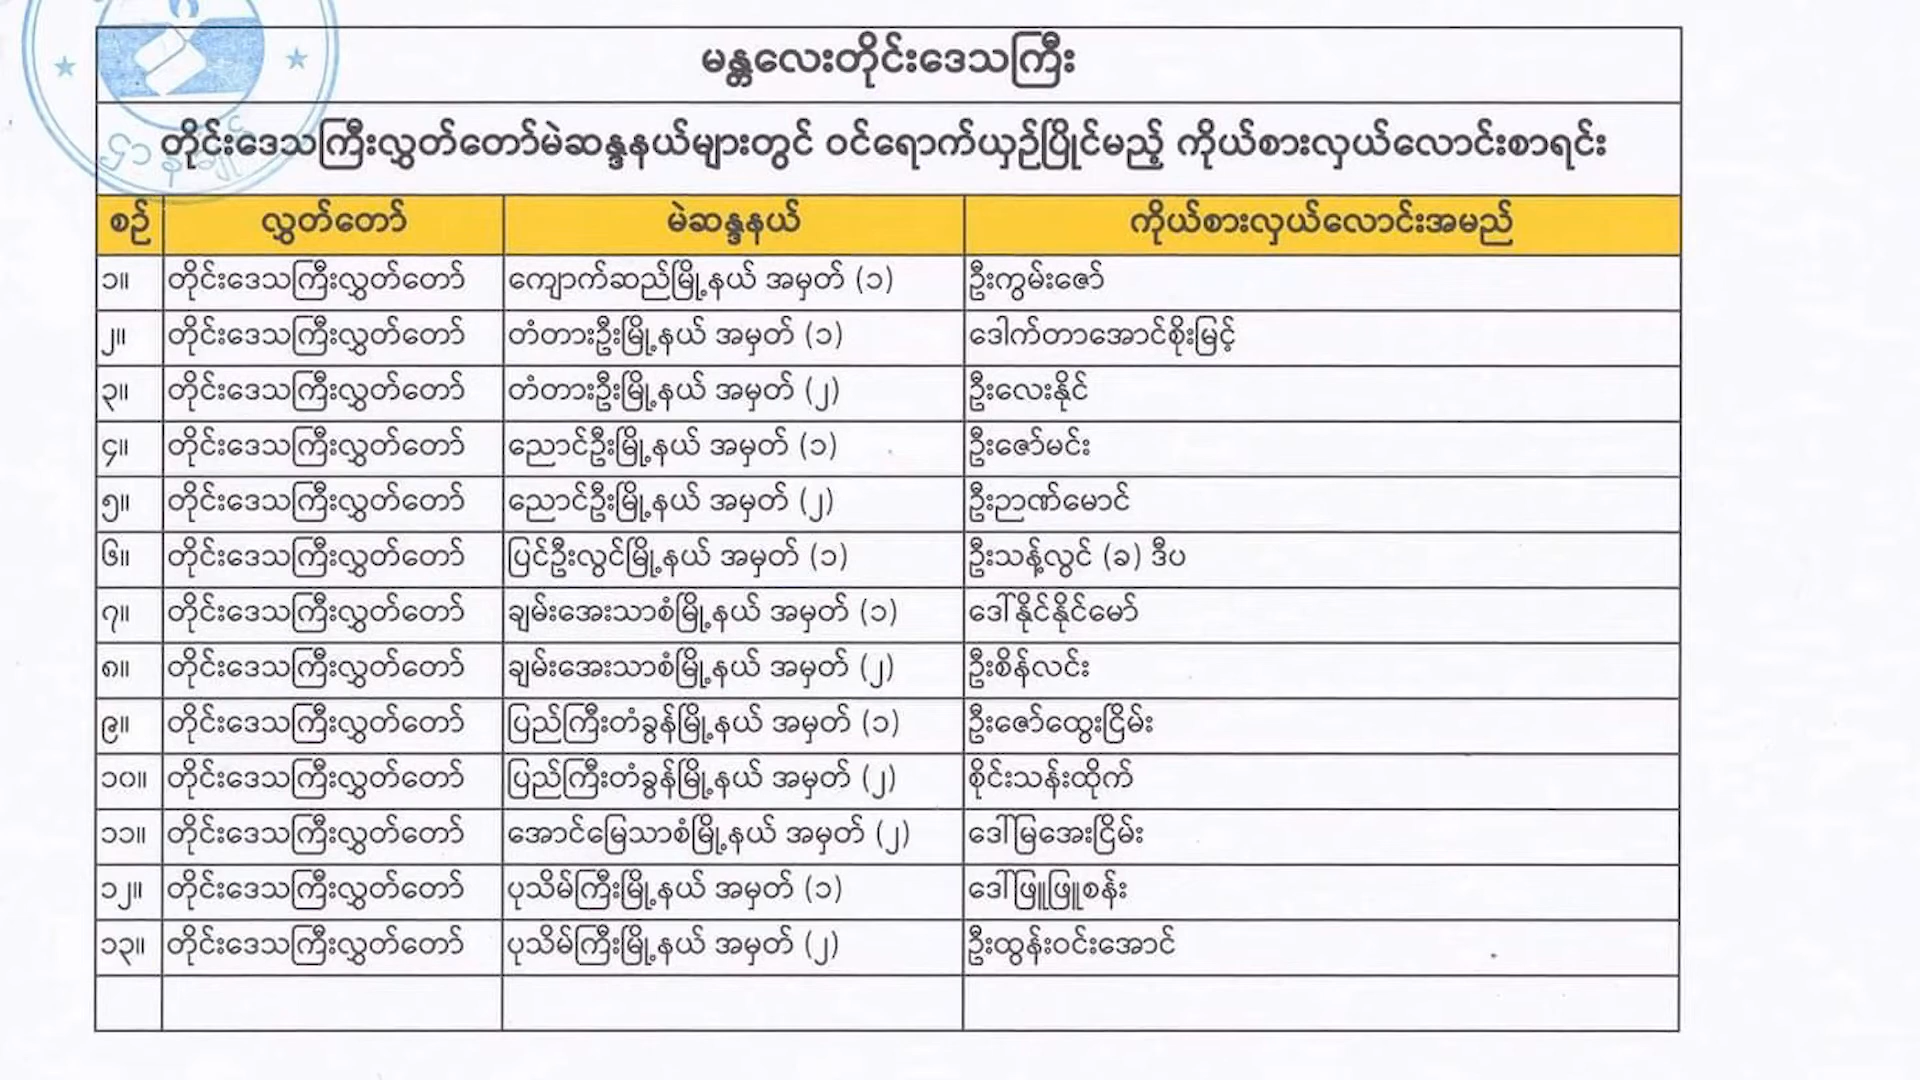 မန္တလေးတိုင်းဒေသကြီး
တိုင်းဒေသကြီးလွှတ်တော်မဲဆန္ဒနယ်များတွင် ဝင်ရောက်ယှဉ်ပြိုင်မည့် ကိုယ်စားလှယ်လောင်းစာရင်း
စဉ် လွှတ်တော် မဲဆန္ဒနယ် ကိုယ်စားလှယ်လောင်းအမည်
၁။ တိုင်းဒေသကြီးလွှတ်တော် ကျောက်ဆည်မြို့နယ် အမှတ် (၁) ဦးကွမ်းဇော်
၂။ တိုင်းဒေသကြီးလွှတ်တော် တံတားဦးမြို့နယ် အမှတ် (၁) ဒေါက်တာအောင်စိုးမြင့်
၃။ တိုင်းဒေသကြီးလွှတ်တော် တံတားဦးမြို့နယ် အမှတ် (၂) ဦးလေးနိုင်
၄။ တိုင်းဒေသကြီးလွှတ်တော် ညောင်ဦးမြို့နယ် အမှတ် (၁) ဦးဇော်မင်း
၅။ တိုင်းဒေသကြီးလွှတ်တော် ညောင်ဦးမြို့နယ် အမှတ် (၂) ဦးဉာဏ်မောင်
၆။ တိုင်းဒေသကြီးလွှတ်တော် ပြင်ဦးလွင်မြို့နယ် အမှတ် (၁) ဦးသန့်လွင် (ခ) ဒီပ
၇။ တိုင်းဒေသကြီးလွှတ်တော် ချမ်းအေးသာစံမြို့နယ် အမှတ် (၁) ဒေါ်နိုင်နိုင်မော်
၈။ တိုင်းဒေသကြီးလွှတ်တော် ချမ်းအေးသာစံမြို့နယ် အမှတ် (၂) ဦးစိန်လင်း
၉။ တိုင်းဒေသကြီးလွှတ်တော် ပြည်ကြီးတံခွန်မြို့နယ် အမှတ် (၁) ဦးဇော်ထွေးငြိမ်း
၁၀။ တိုင်းဒေသကြီးလွှတ်တော် ပြည်ကြီးတံခွန်မြို့နယ် အမှတ် (၂) စိုင်းသန်းထိုက်
၁၁။ တိုင်းဒေသကြီးလွှတ်တော် အောင်မြေသာစံမြို့နယ် အမှတ် (၂) ဒေါ်မြအေးငြိမ်း
၁၂။ တိုင်းဒေသကြီးလွှတ်တော် ပုသိမ်ကြီးမြို့နယ် အမှတ် (၁) ဒေါ်ဖြူဖြူစန်း
၁၃။ တိုင်းဒေသကြီးလွှတ်တော် ပုသိမ်ကြီးမြို့နယ် အမှတ် (၂) ဦးထွန်းဝင်းအောင်